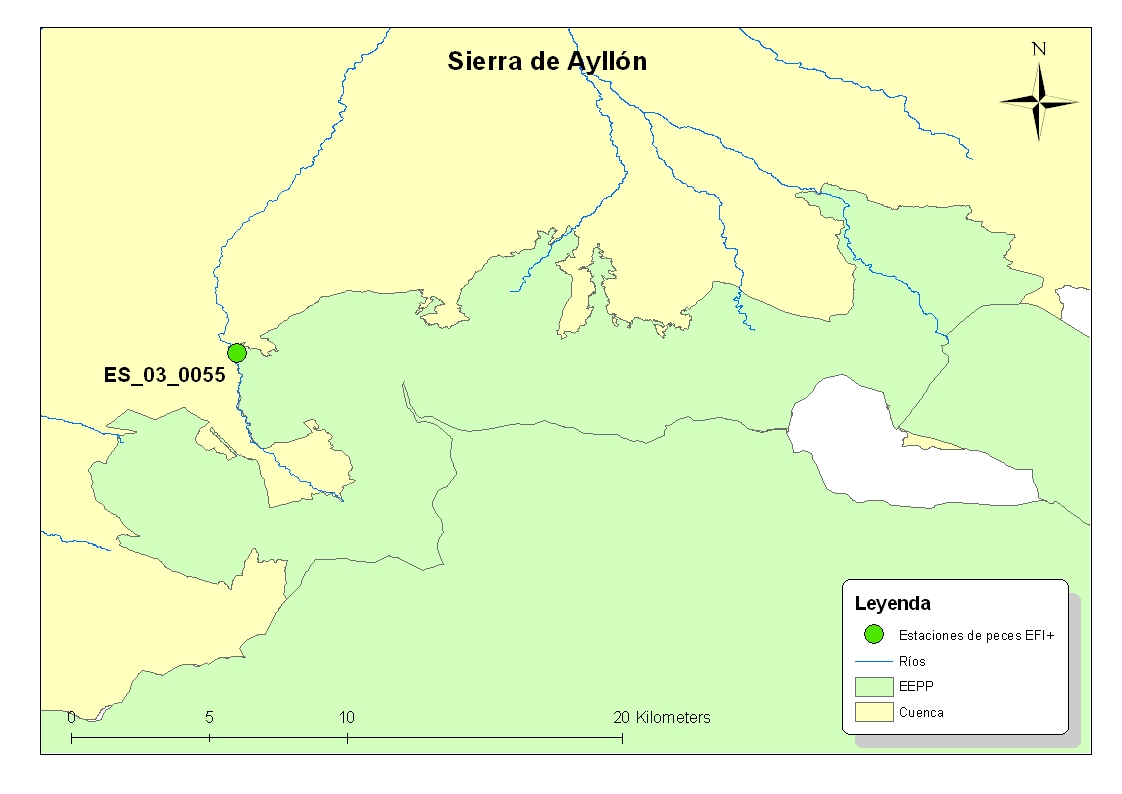 Sierra de Ayllón
N
ES_03_0055
Leyenda
Estaciones de peces EFI+
Ríos
EEPP
Cuenca
0 5 10 20 Kilometers